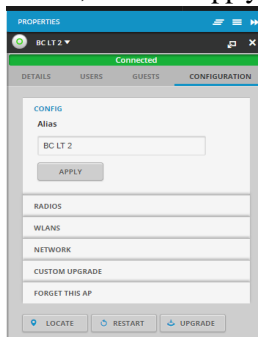 PROPERTIES
BC LT 2
Connected
DETAILS USERS GUESTS CONFIGURATION
CONFIG
Alias
BC LT 2
APPLY
RADIOS
WLANS
NETWORK
CUSTOM UPGRADE
FORGET THIS AP
LOCATE RESTART UPGRADE